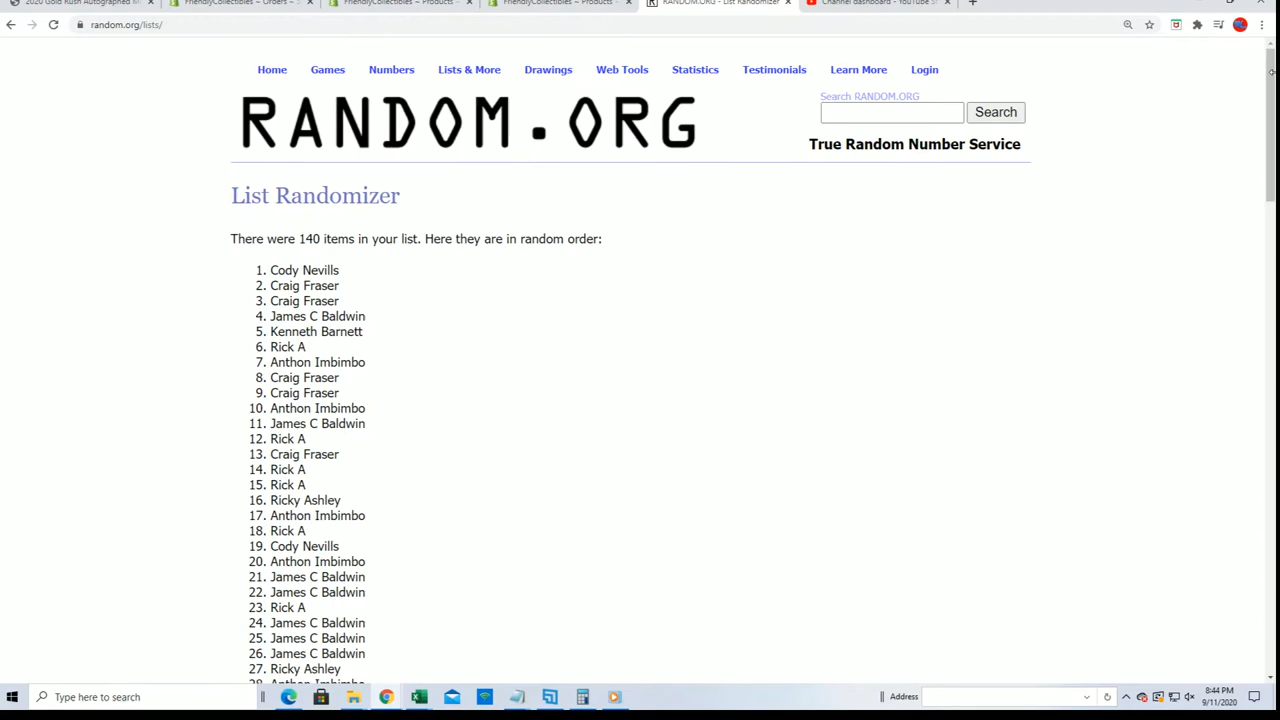 2020 Gold Rush Autographed M
FriendlyCollectibles ~ Orders ~ S
FriendlyCollectibles ~ Products ~
FriendlyCollectibles ~ Products ~
RANDOM.ORG - List Randomizer
Channel dashboard - YouTube S
random.org/lists/
Home Games Numbers Lists & More Drawings Web Tools Statistics Testimonials Learn More Login
RANDOM.ORG
Search RANDOM.ORG
Search
True Random Number Service
List Randomizer
There were 140 items in your list. Here they are in random order:
1. Cody Nevills
2. Craig Fraser
3. Craig Fraser
4. James C Baldwin
5. Kenneth Barnett
6. Rick A
7. Anthon Imbimbo
8. Craig Fraser
9. Craig Fraser
10. Anthon Imbimbo
11. James C Baldwin
12. Rick A
13. Craig Fraser
14. Rick A
15. Rick A
16. Ricky Ashley
17. Anthon Imbimbo
18. Rick A
19. Cody Nevills
20. Anthon Imbimbo
21. James C Baldwin
22. James C Baldwin
23. Rick A
24. James C Baldwin
25. James C Baldwin
26. James C Baldwin
27. Ricky Ashley
28. Anthon Imbimbo
Type here to search
Address
8:44 PM
9/11/2020